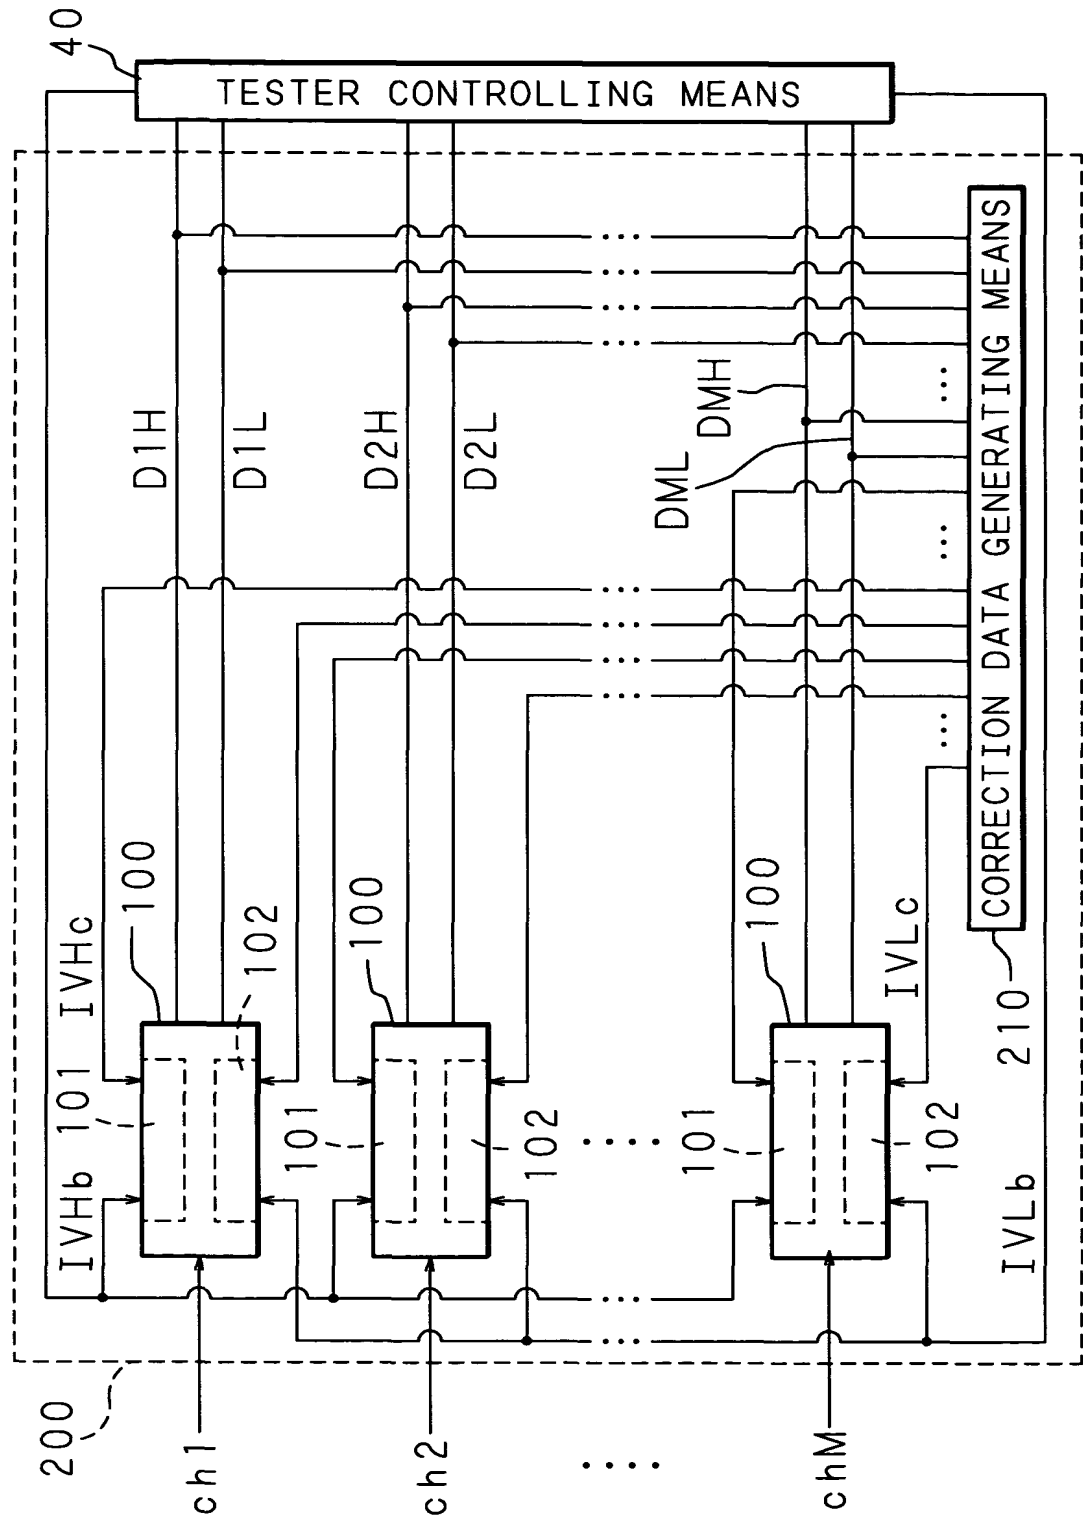 40
TESTER CONTROLLING MEANS
D1H
D1L
D2H
D2L
DMH
DML
...
...
...
...
...
...
...
...
...
...
...
CORRECTION DATA GENERATING MEANS
210
IVHc
100
102
IVHb
101
100
101
102
....
100
101
102
IVLc
IVLb
...
...
200
ch1
ch2
....
chM